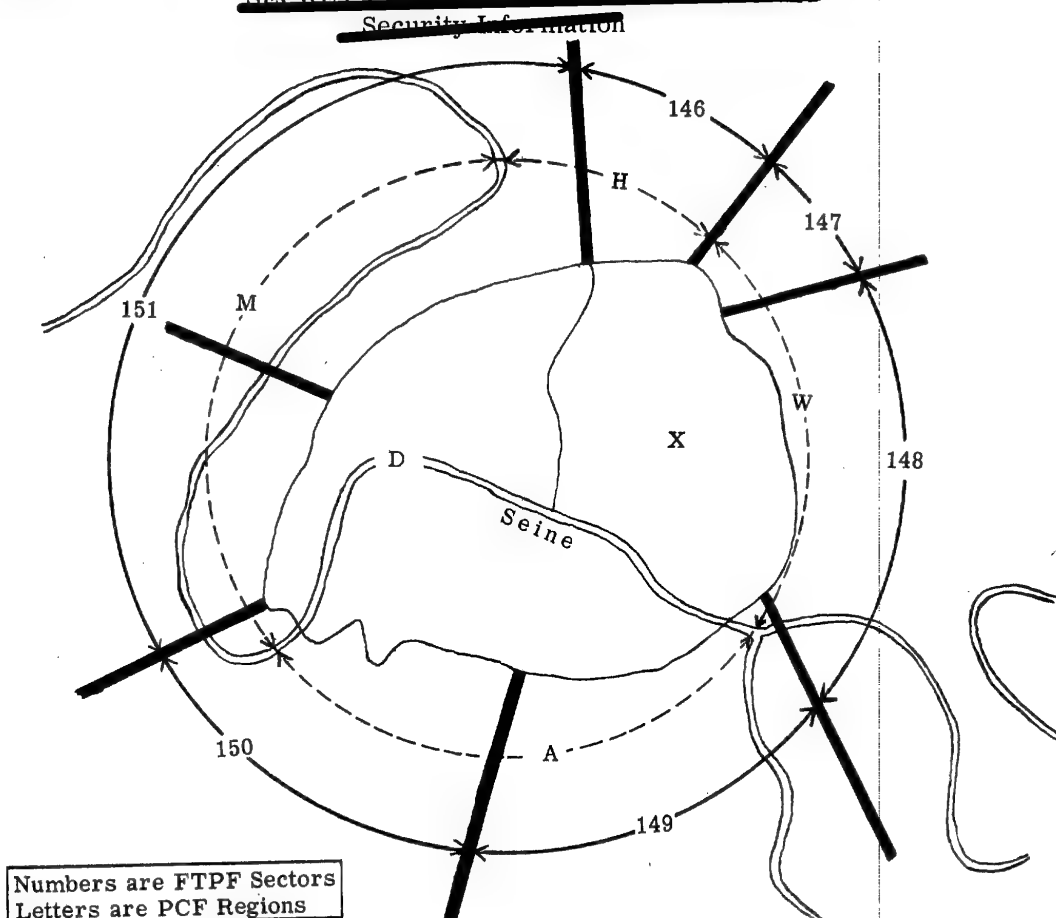 Security Information
146
H
147
151
M
W
D
X
148
Seine
150
A
149
Numbers are FTPF Sectors
Letters are PCF Regions